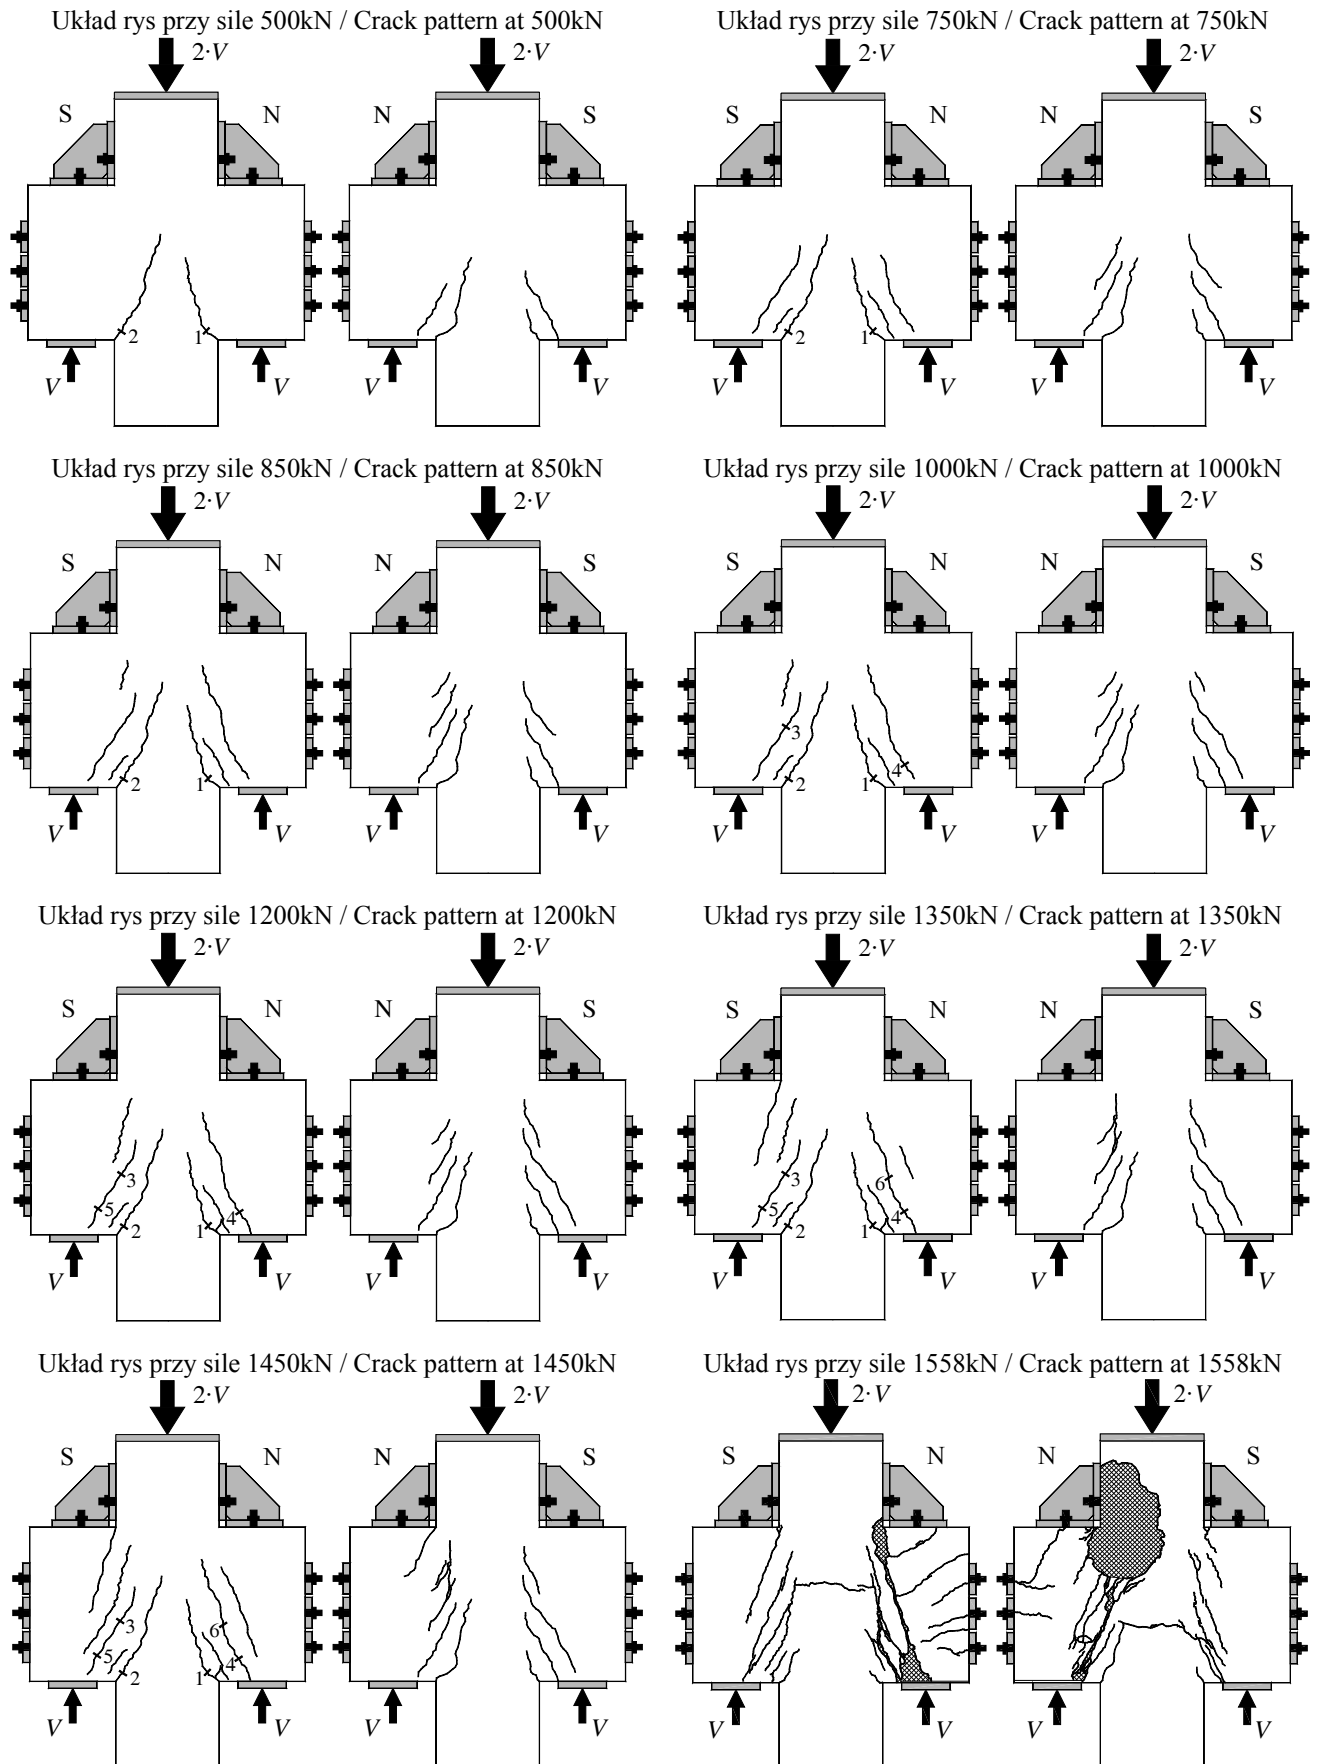 Układ rys przy sile 500kN / Crack pattern at 500kN
2·V
2·V
S
N
N
S
2
1
V
V
V
V
Układ rys przy sile 750kN / Crack pattern at 750kN
2·V
2·V
S
N
N
S
2
1
V
V
V
V
Układ rys przy sile 850kN / Crack pattern at 850kN
2·V
2·V
S
N
N
S
2
1
V
V
V
V
Układ rys przy sile 1000kN / Crack pattern at 1000kN
2·V
2·V
S
N
N
S
3
4
2
1
V
V
V
V
Układ rys przy sile 1200kN / Crack pattern at 1200kN
2·V
2·V
S
N
N
S
3
5
4
2
1
V
V
V
V
Układ rys przy sile 1350kN / Crack pattern at 1350kN
2·V
2·V
S
N
N
S
3
6
5
4
2
1
V
V
V
V
Układ rys przy sile 1450kN / Crack pattern at 1450kN
2·V
2·V
S
N
N
S
3
6
5
4
2
1
V
V
V
V
Układ rys przy sile 1558kN / Crack pattern at 1558kN
2·V
2·V
S
N
N
S
V
V
V
V